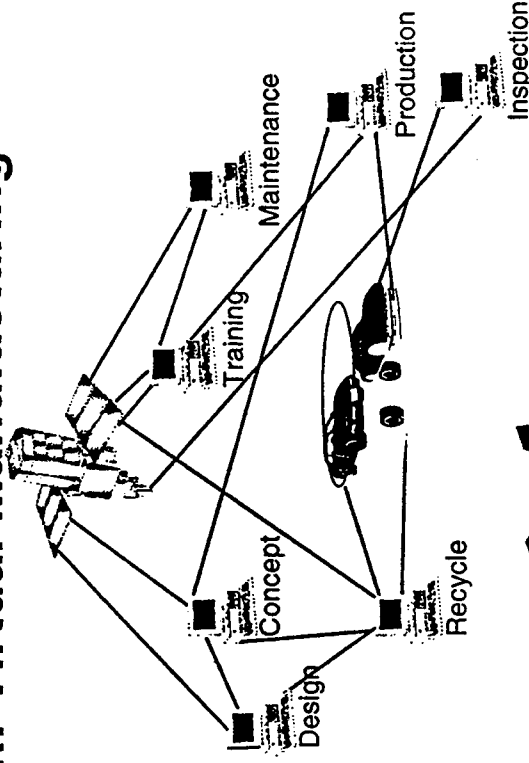 Maintenance
Production
Inspection
Training
Concept
Recycle
Design